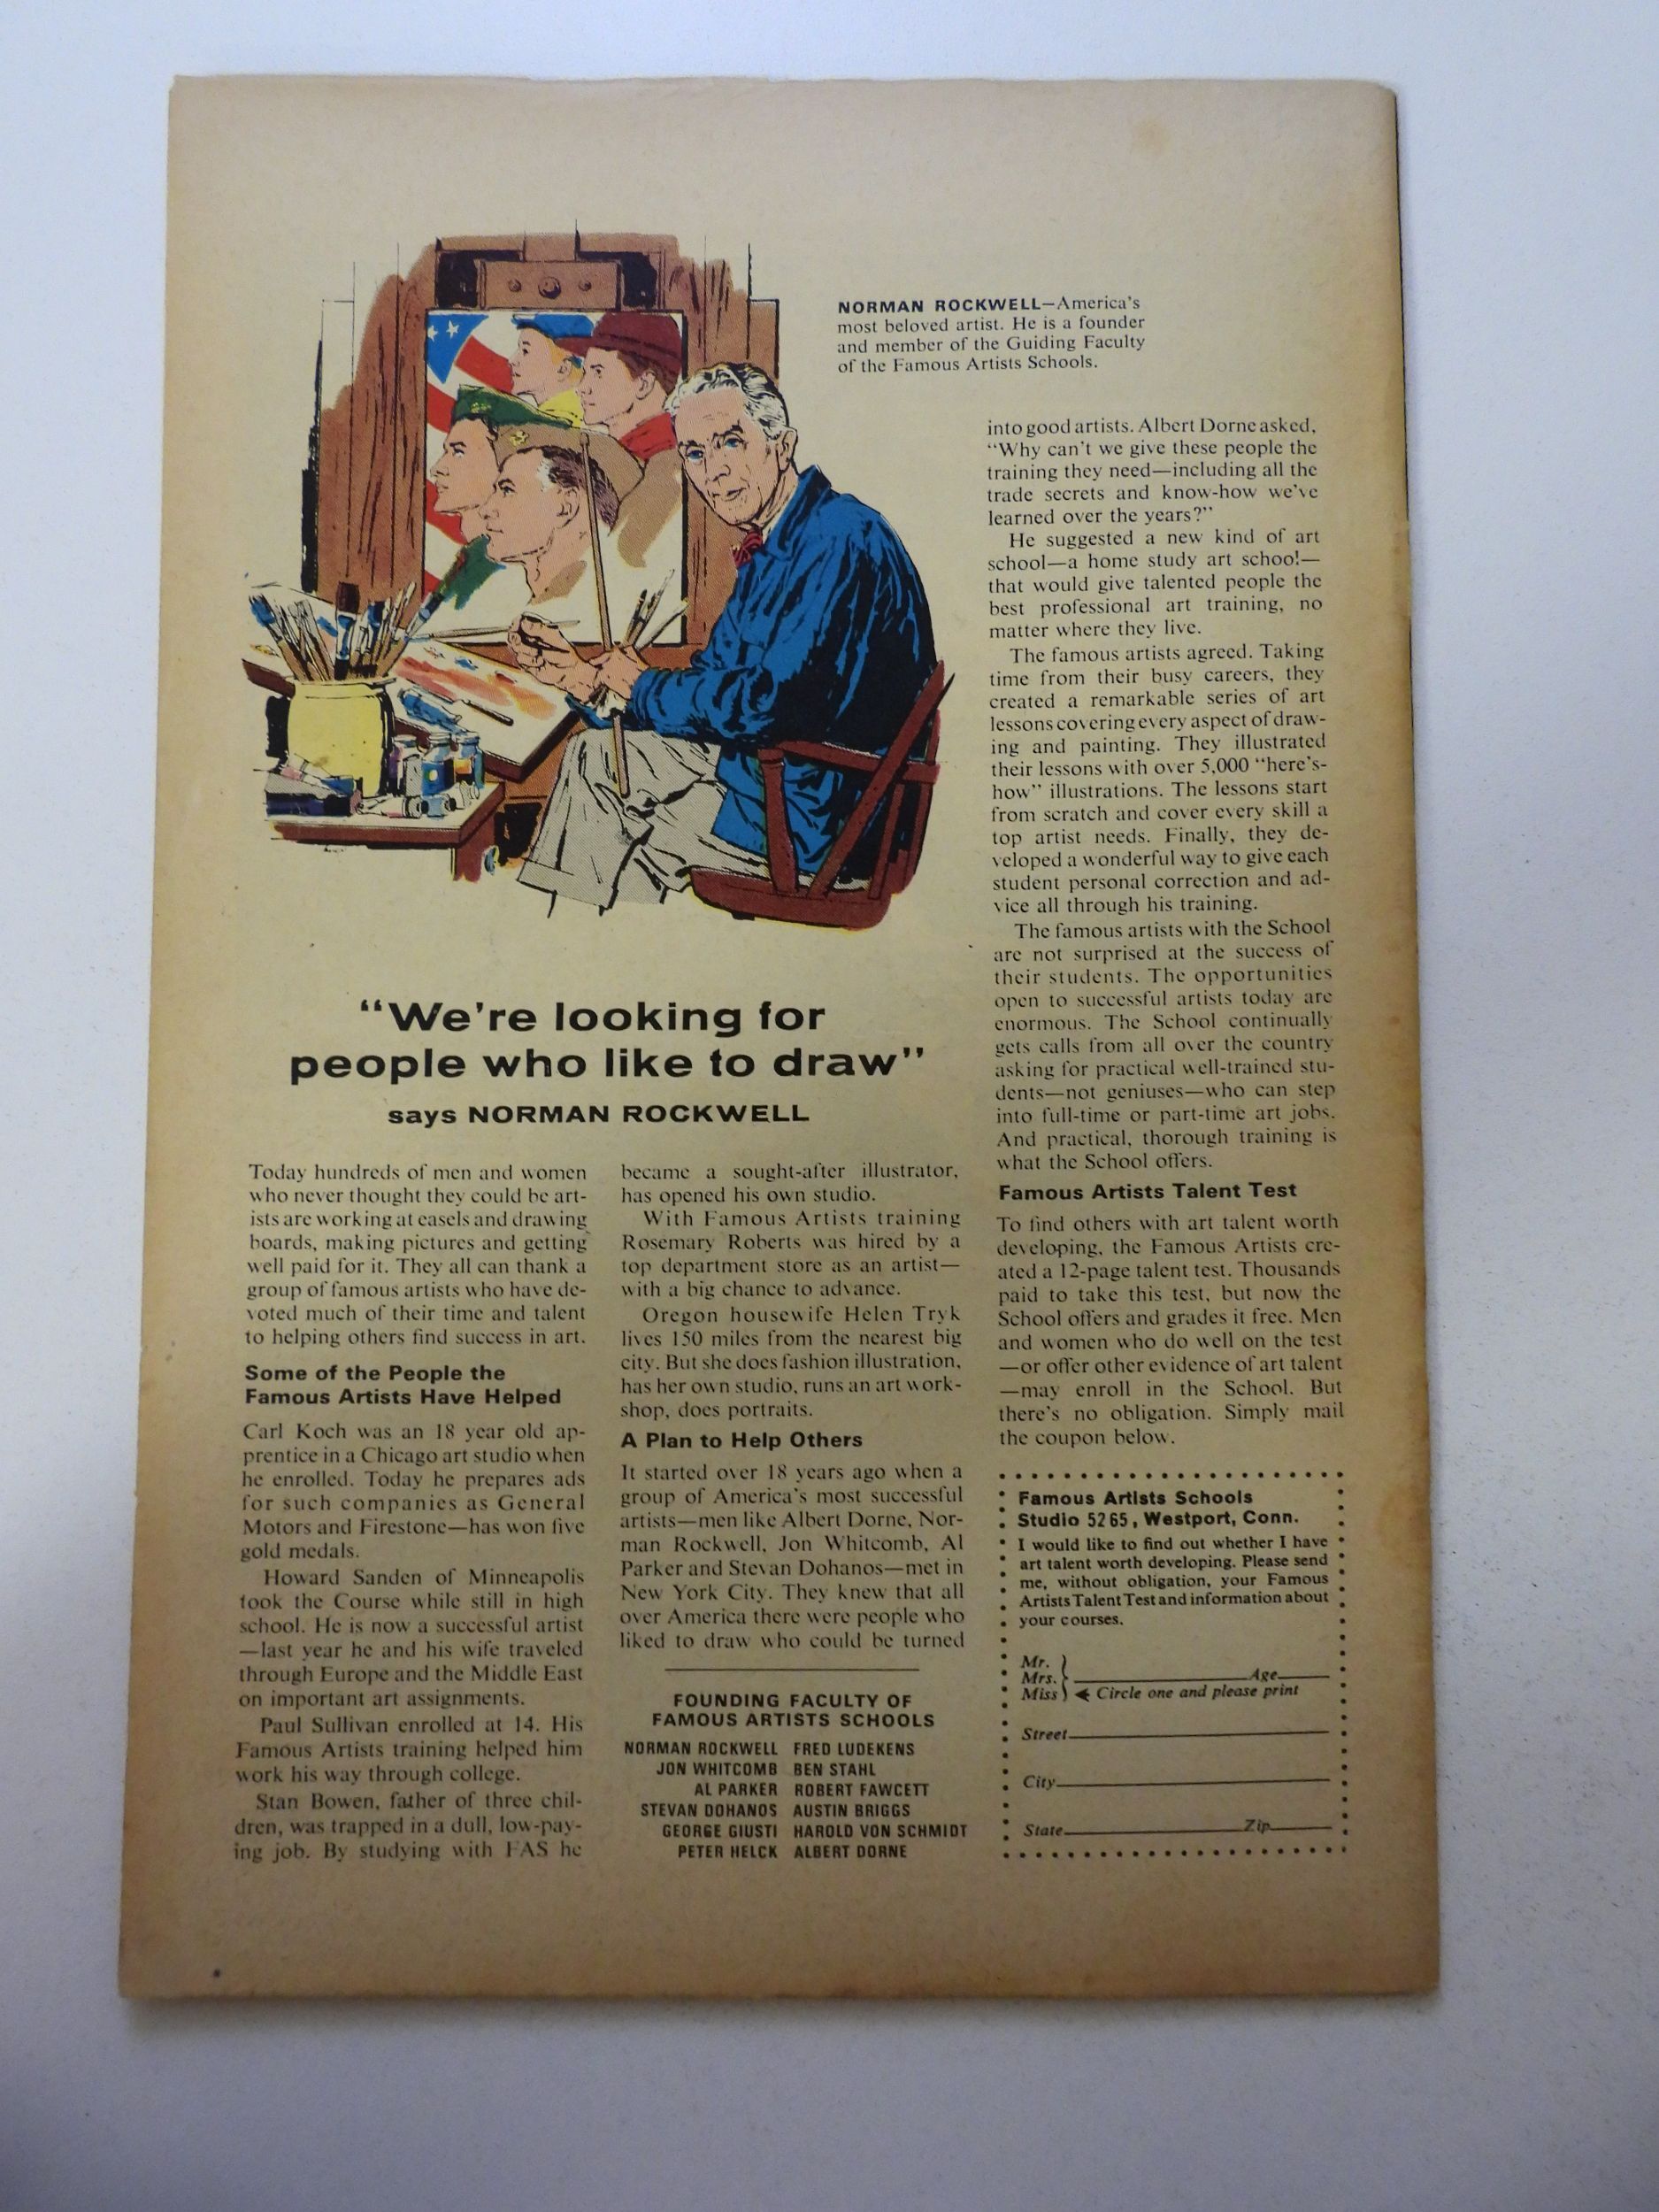 NORMAN ROCKWELL—America's
most beloved artist. He is a founder
and member of the Guiding Faculty
of the Famous Artists Schools.
"We're looking for
people who like to draw"
says NORMAN ROCKWELL
Today hundreds of men and women
who never thought they could be art-
ists are working at easels and drawing
boards, making pictures and getting
well paid for it. They all can thank a
group of famous artists who have de-
voted much of their time and talent
to helping others find success in art.
Some of the People the
Famous Artists Have Helped
Carl Koch was an 18 year old ap-
prentice in a Chicago art studio when
he enrolled. Today he prepares ads
for such companies as General
Motors and Firestone—has won five
gold medals.
Howard Sanden of Minneapolis
took the Course while still in high
school. He is now a successful artist
—last year he and his wife traveled
through Europe and the Middle East
on important art assignments.
Paul Sullivan enrolled at 14. His
Famous Artists training helped him
work his way through college.
Stan Bowen, father of three chil-
dren, was trapped in a dull, low-pay-
ing job. By studying with FAS he
became a sought-after illustrator,
has opened his own studio.
With Famous Artists training
Rosemary Roberts was hired by a
top department store as an artist—
with a big chance to advance.
Oregon housewife Helen Tryk
lives 150 miles from the nearest big
city. But she does fashion illustration,
has her own studio, runs an art work-
shop, does portraits.
A Plan to Help Others
It started over 18 years ago when a
group of America's most successful
artists—men like Albert Dorne, Nor-
man Rockwell, Jon Whitcomb, Al
Parker and Stevan Dohanos—met in
New York City. They knew that all
over America there were people who
liked to draw who could be turned
FOUNDING FACULTY OF
FAMOUS ARTISTS SCHOOLS
NORMAN ROCKWELL FRED LUDEKENS
JON WHITCOMB BEN STAHL
AL PARKER ROBERT FAWCETT
STEVAN DOHANOS AUSTIN BRIGGS
GEORGE GIUSTI HAROLD VON SCHMIDT
PETER HELCK ALBERT DORNE
into good artists. Albert Dorne asked,
"Why can't we give these people the
training they need—including all the
trade secrets and know-how we've
learned over the years?"
He suggested a new kind of art
school—a home study art school—
that would give talented people the
best professional art training, no
matter where they live.
The famous artists agreed. Taking
time from their busy careers, they
created a remarkable series of art
lessons covering every aspect of draw-
ing and painting. They illustrated
their lessons with over 5,000 "here's-
how" illustrations. The lessons start
from scratch and cover every skill a
top artist needs. Finally, they de-
veloped a wonderful way to give each
student personal correction and ad-
vice all through his training.
The famous artists with the School
are not surprised at the success of
their students. The opportunities
open to successful artists today are
enormous. The School continually
gets calls from all over the country
asking for practical well-trained stu-
dents—not geniuses—who can step
into full-time or part-time art jobs.
And practical, thorough training is
what the School offers.
Famous Artists Talent Test
To find others with art talent worth
developing, the Famous Artists cre-
ated a 12-page talent test. Thousands
paid to take this test, but now the
School offers and grades it free. Men
and women who do well on the test
—or offer other evidence of art talent
—may enroll in the School. But
there's no obligation. Simply mail
the coupon below.
Famous Artists Schools
Studio 5265, Westport, Conn.
I would like to find out whether I have
art talent worth developing. Please send
me, without obligation, your Famous
Artists Talent Test and information about
your courses.
Mr.
Mrs. Age
Miss Circle one and please print
Street
City
State Zip